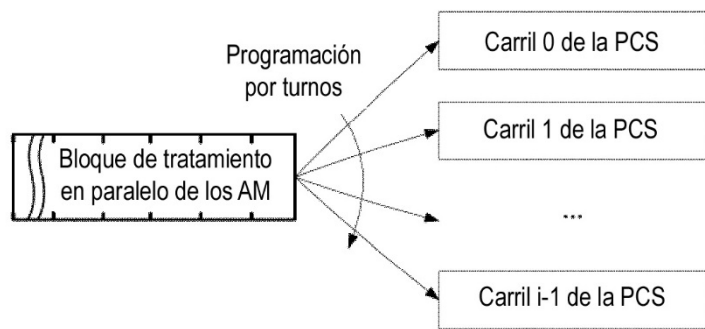 Programación
por turnos
Bloque de tratamiento
en paralelo de los AM
Carril 0 de la PCS
Carril 1 de la PCS
...
Carril i-1 de la PCS